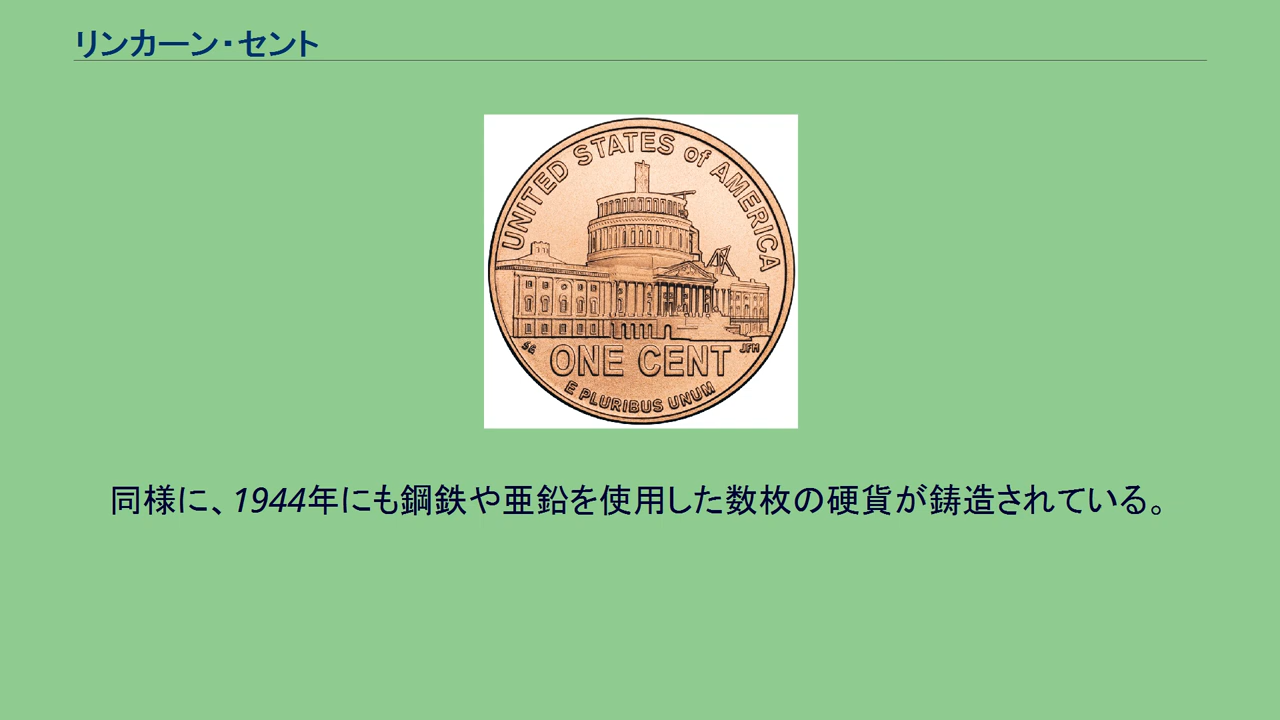 リンカーン・セント
UNITED STATES of AMERICA
SG
JFM
ONE CENT
E PLURIBUS UNUM
同様に、1944年にも鋼鉄や亜鉛を使用した数枚の硬貨が鋳造されている。